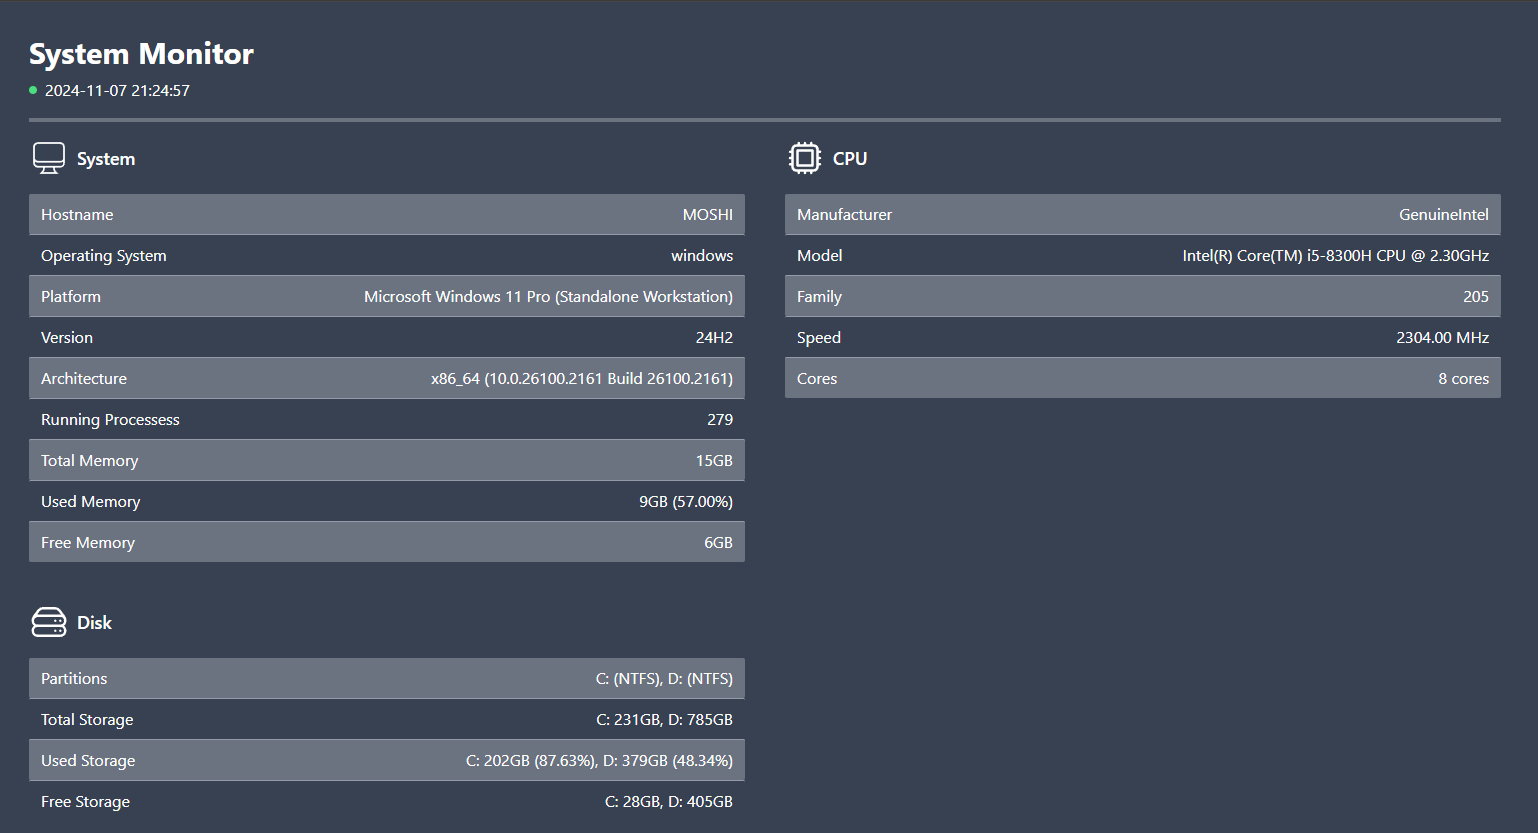 System Monitor
2024-11-07 21:24:57
System
Hostname MOSHI
Operating System windows
Platform Microsoft Windows 11 Pro (Standalone Workstation)
Version 24H2
Architecture x86_64 (10.0.26100.2161 Build 26100.2161)
Running Processess 279
Total Memory 15GB
Used Memory 9GB (57.00%)
Free Memory 6GB
CPU
Manufacturer GenuineIntel
Model Intel(R) Core(TM) i5-8300H CPU @ 2.30GHz
Family 205
Speed 2304.00 MHz
Cores 8 cores
Disk
Partitions C: (NTFS), D: (NTFS)
Total Storage C: 231GB, D: 785GB
Used Storage C: 202GB (87.63%), D: 379GB (48.34%)
Free Storage C: 28GB, D: 405GB